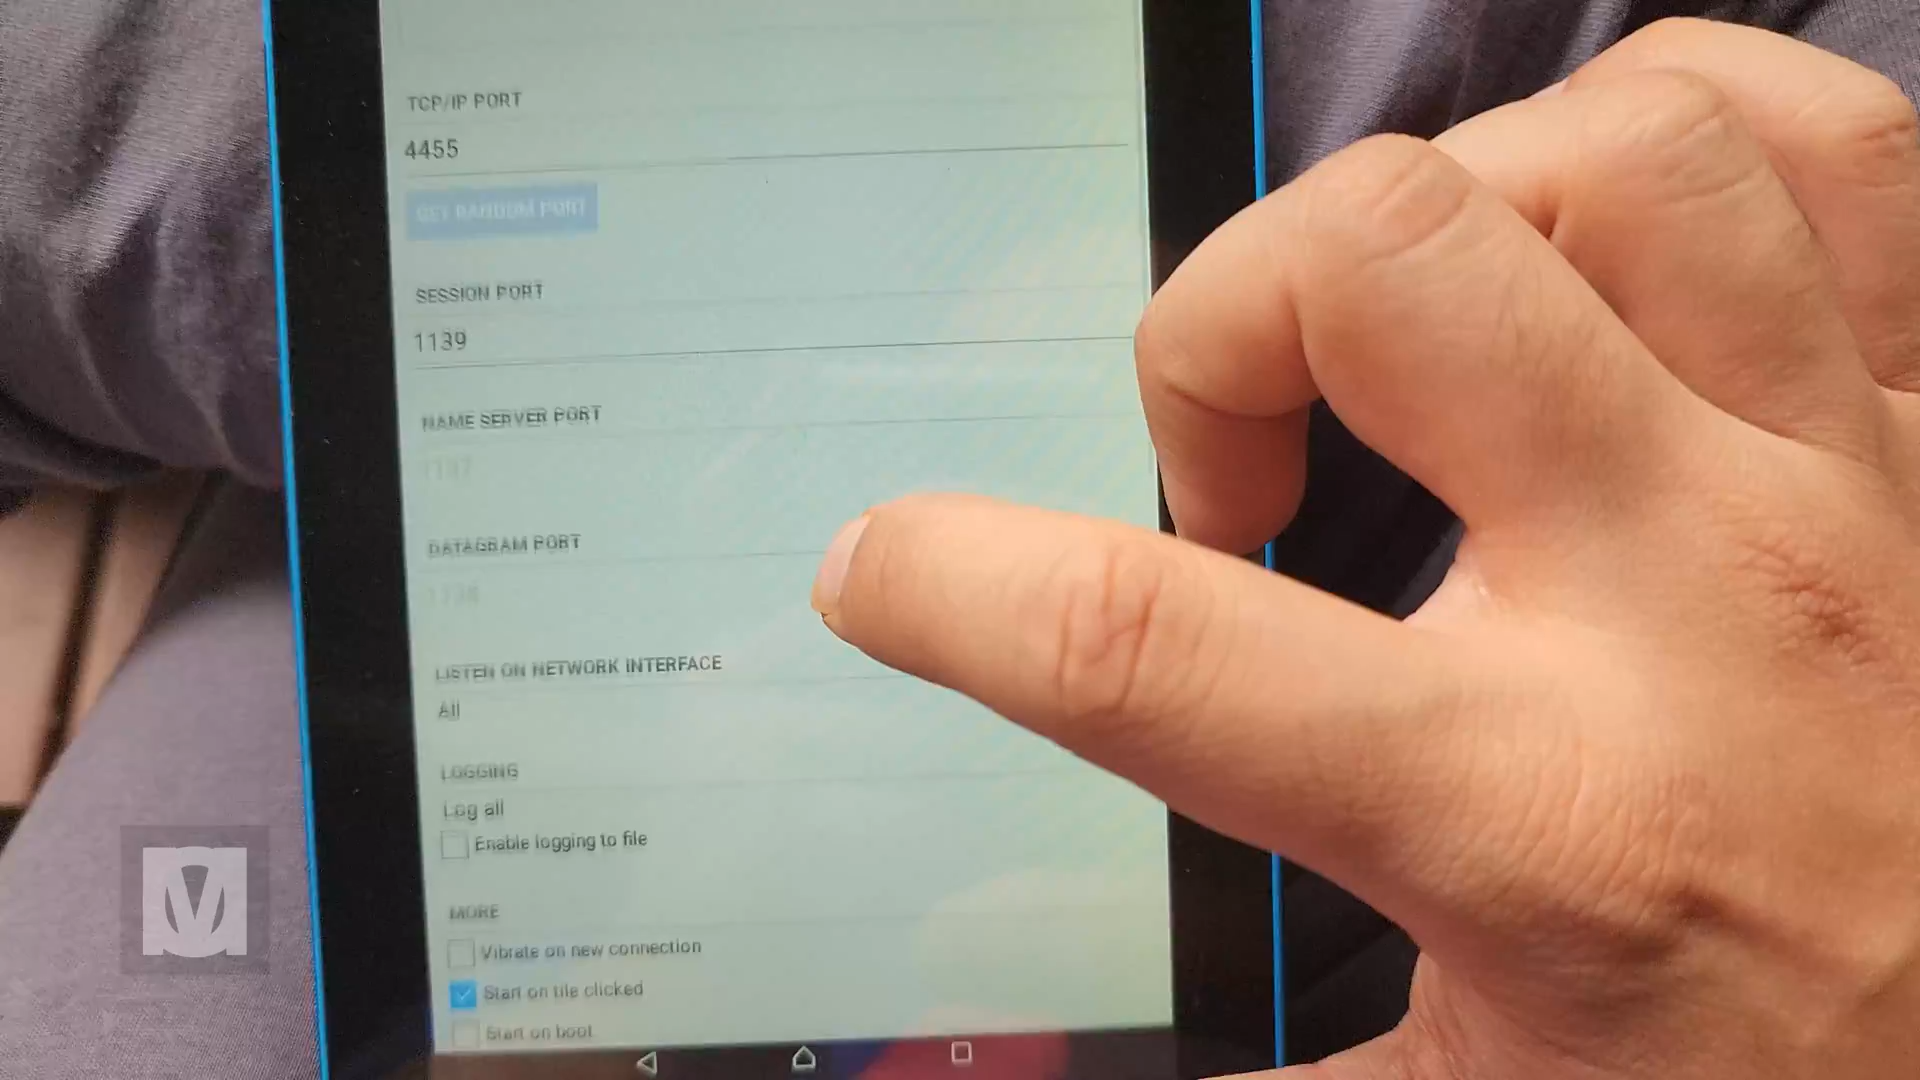 TCP/IP PORT
4455
GET RANDOM PORT
SESSION PORT
1139
NAME SERVER PORT
1137
DATAGRAM PORT
1138
LISTEN ON NETWORK INTERFACE
All
LOGGING
Log all
Enable logging to file
MORE
Vibrate on new connection
Start on tile clicked
Start on boot